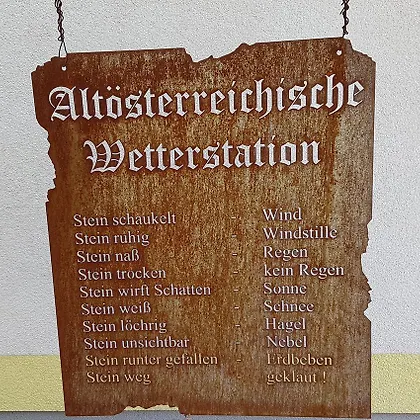 Altösterreichische
Wetterstation
Stein schaukelt - Wind
Stein ruhig - Windstille
Stein naß - Regen
Stein trocken - kein Regen
Stein wirft Schatten - Sonne
Stein weiß - Schnee
Stein löchrig - Hagel
Stein unsichtbar - Nebel
Stein runter gefallen - Erdbeben
Stein weg - geklaut !